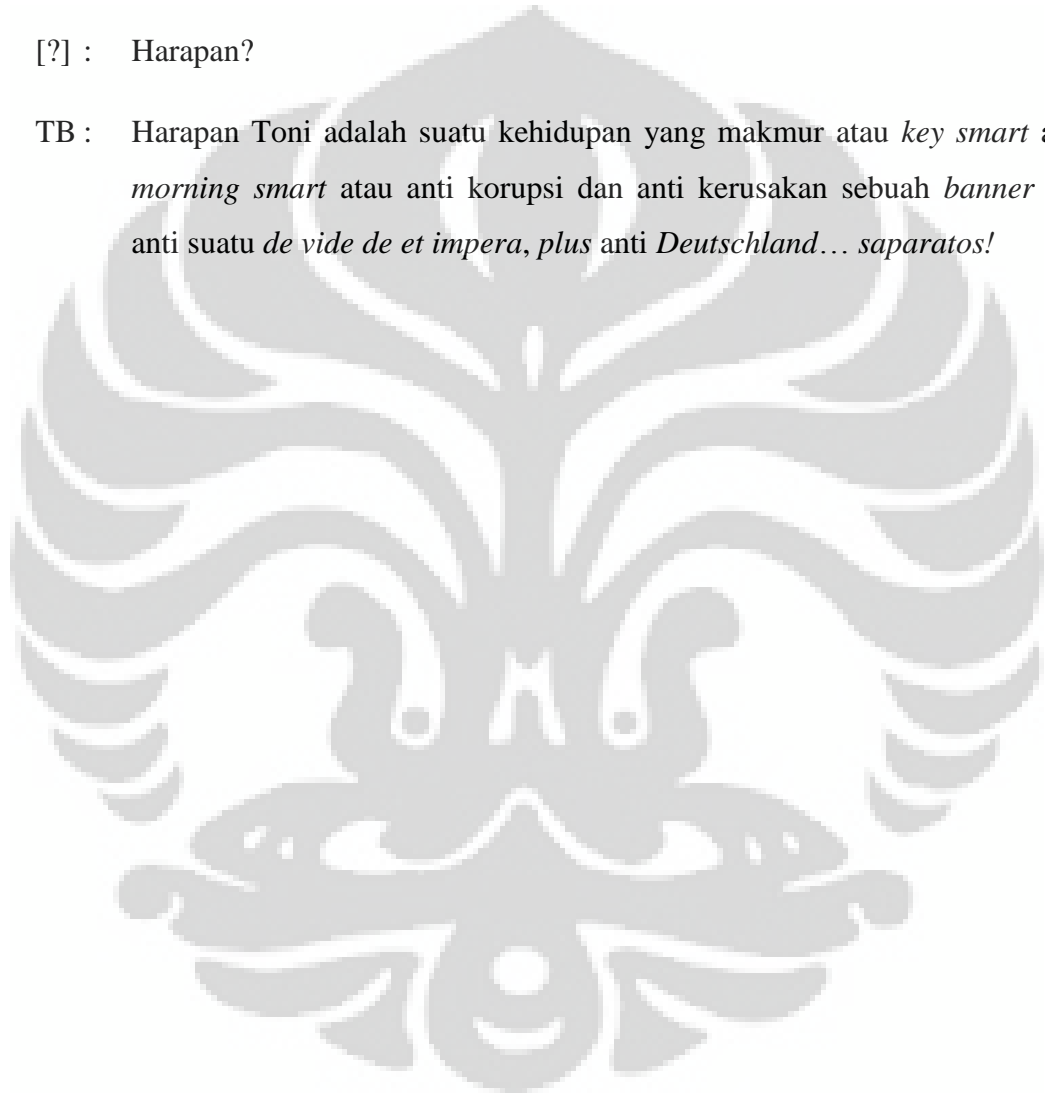 [?] : Harapan?
TB : Harapan Toni adalah suatu kehidupan yang makmur atau key smart a
morning smart atau anti korupsi dan anti kerusakan sebuah banner
anti suatu de vide de et impera, plus anti Deutschland… saparatos!